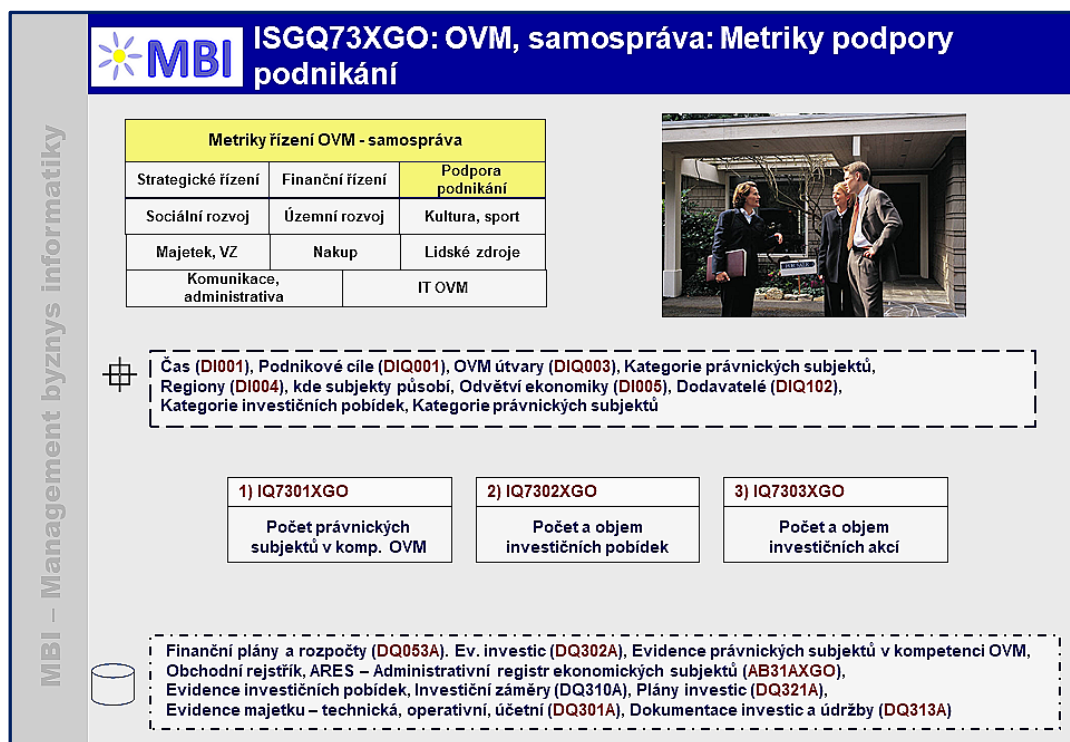 MBI
ISGQ73XGO: OVM, samospráva: Metriky podpory
podnikání
MBI – Management byznys informatiky
Metriky řízení OVM - samospráva
Strategické řízení
Finanční řízení
Podpora
podnikání
Sociální rozvoj
Územní rozvoj
Kultura, sport
Majetek, VZ
Nakup
Lidské zdroje
Komunikace,
administrativa
IT OVM
FOR SALE
Čas (DI001), Podnikové cíle (DIQ001), OVM útvary (DIQ003), Kategorie právnických subjektů,
Regiony (DI004), kde subjekty působí, Odvětví ekonomiky (DI005), Dodavatelé (DIQ102),
Kategorie investičních pobídek, Kategorie právnických subjektů
1) IQ7301XGO
Počet právnických
subjektů v komp. OVM
2) IQ7302XGO
Počet a objem
investičních pobídek
3) IQ7303XGO
Počet a objem
investičních akcí
Finanční plány a rozpočty (DQ053A). Ev. investic (DQ302A), Evidence právnických subjektů v kompetenci OVM,
Obchodní rejstřík, ARES – Administrativní registr ekonomických subjektů (AB31AXGO),
Evidence investičních pobídek, Investiční záměry (DQ310A), Plány investic (DQ321A),
Evidence majetku – technická, operativní, účetní (DQ301A), Dokumentace investic a údržby (DQ313A)